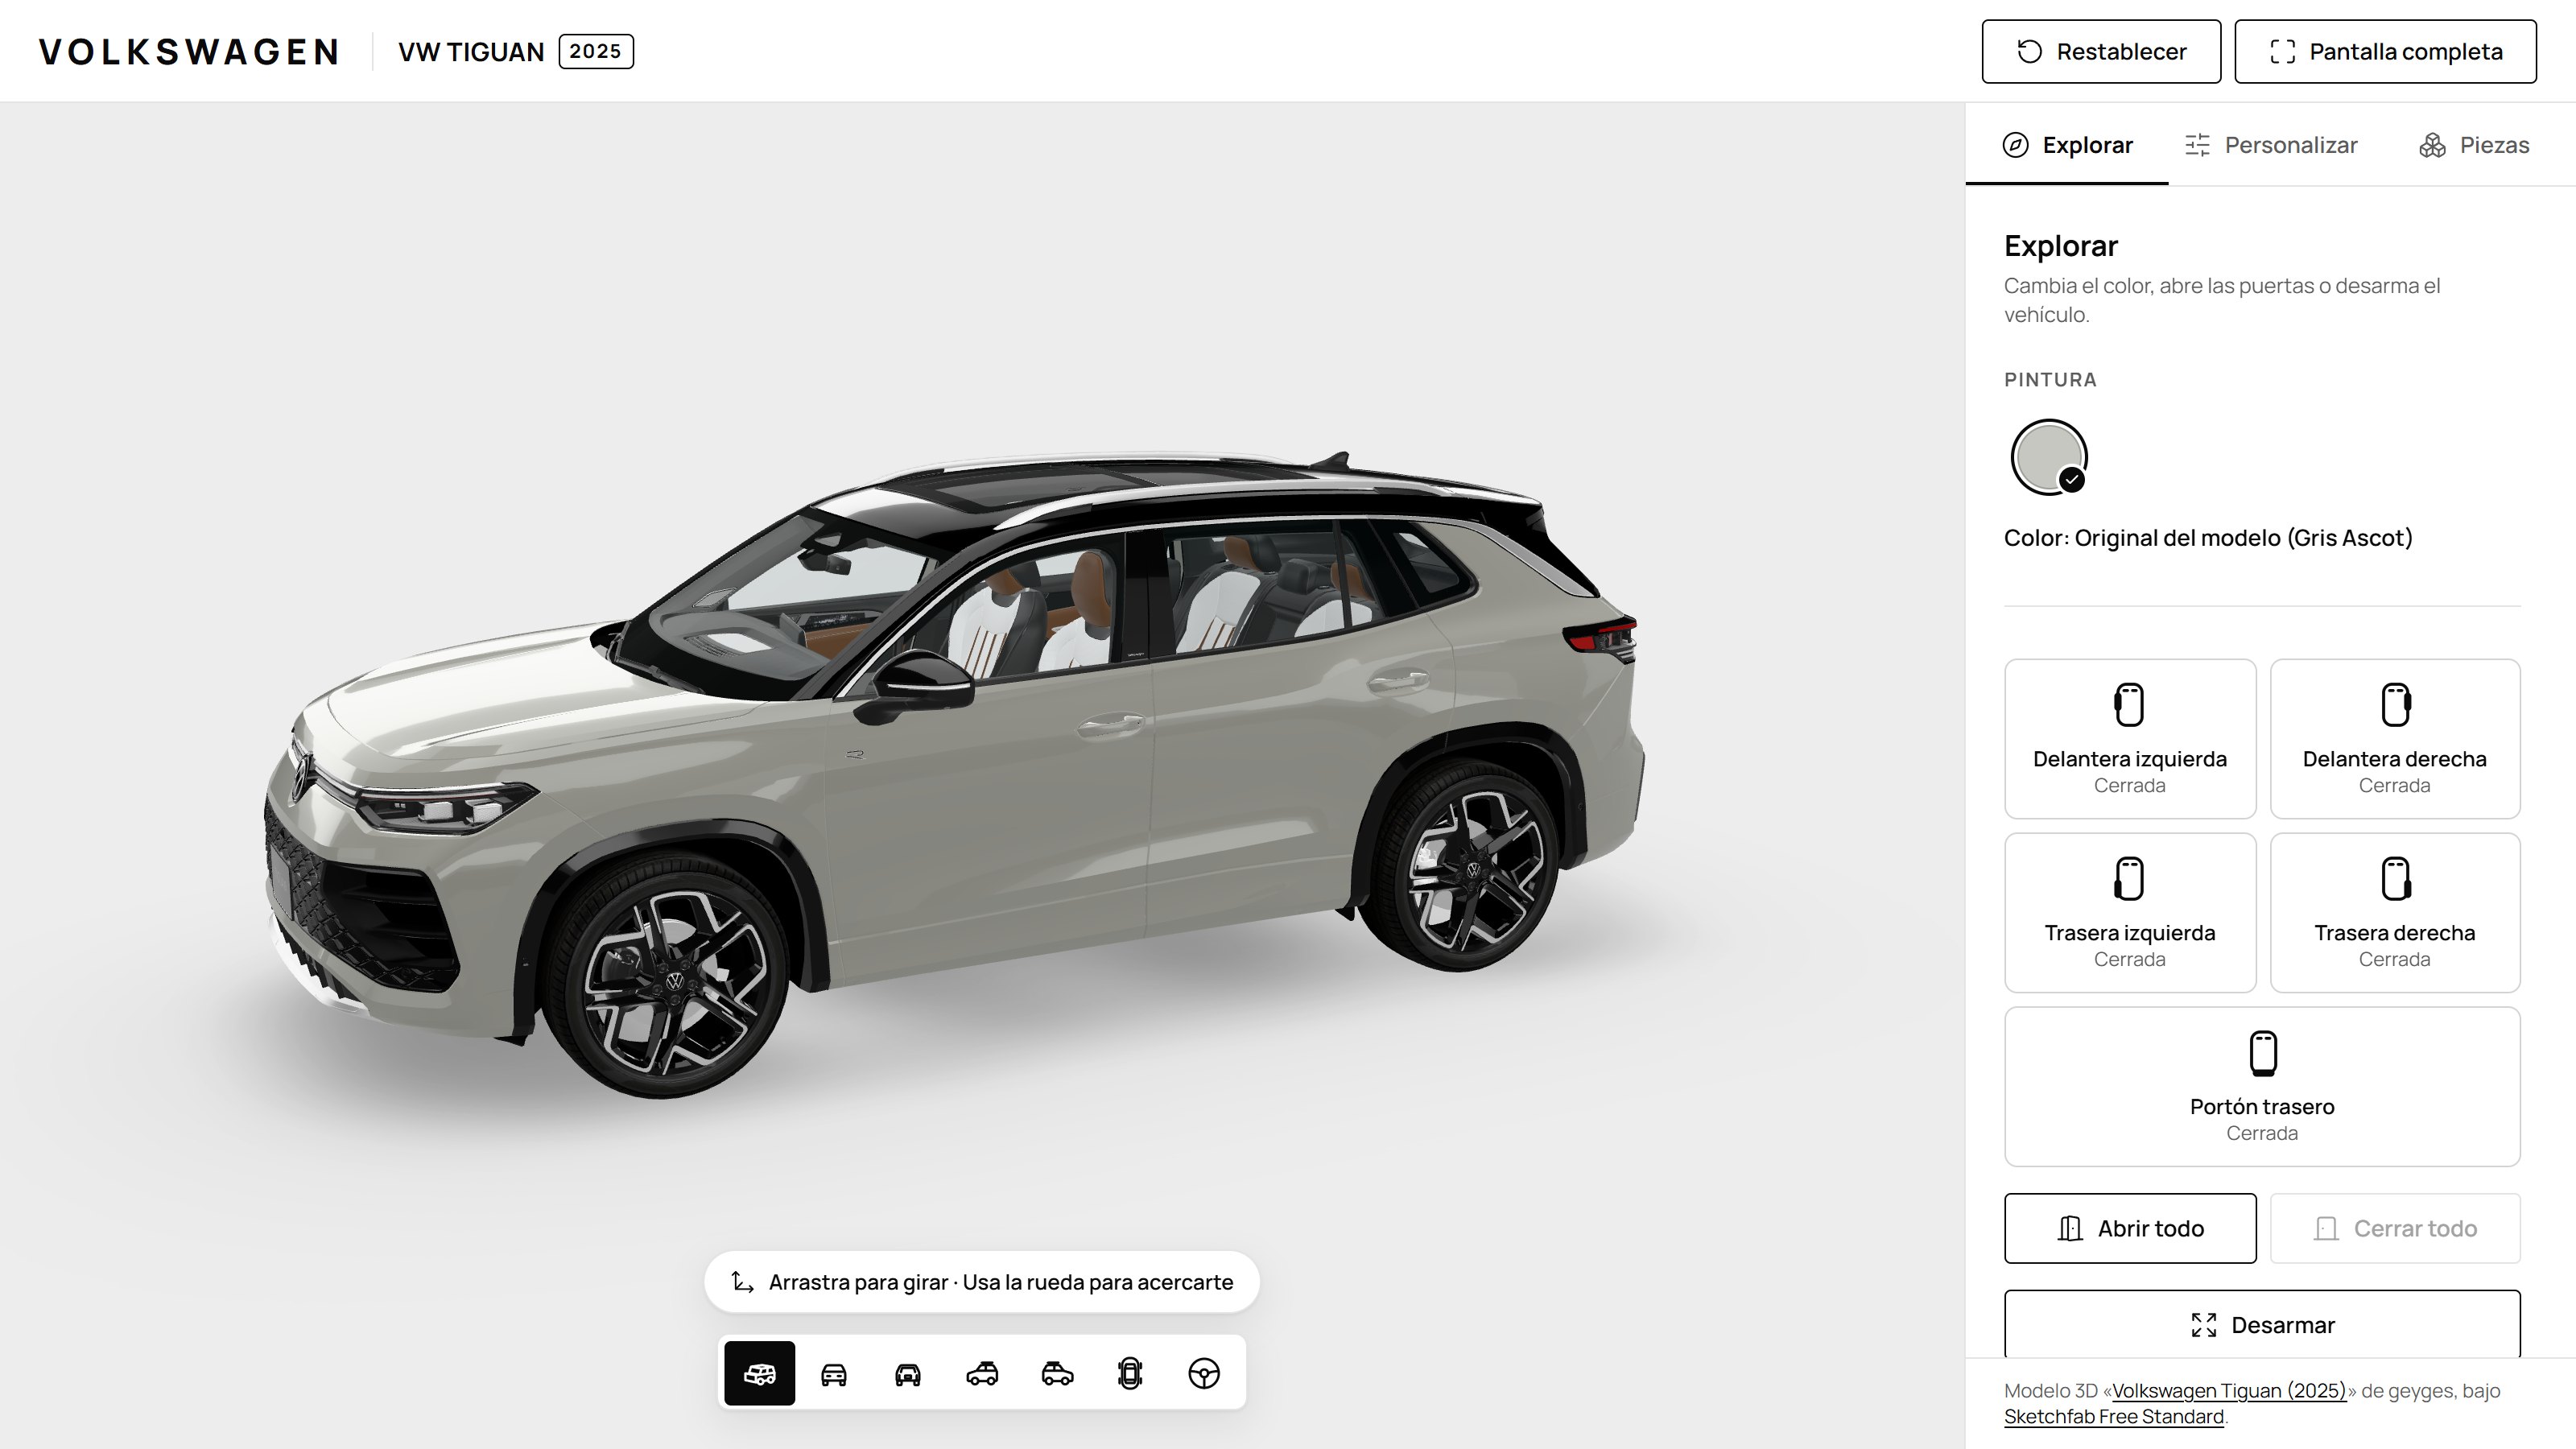 VOLKSWAGEN
VW TIGUAN 2025
Restablecer
Pantalla completa
Explorar
Personalizar
Piezas
Explorar
Cambia el color, abre las puertas o desarma el
vehículo.
PINTURA
Color: Original del modelo (Gris Ascot)
Delantera izquierda
Cerrada
Delantera derecha
Cerrada
Trasera izquierda
Cerrada
Trasera derecha
Cerrada
Portón trasero
Cerrada
Abrir todo
Cerrar todo
Desarmar
Arrastra para girar · Usa la rueda para acercarte
Modelo 3D «Volkswagen Tiguan (2025)» de geyges, bajo
Sketchfab Free Standard.